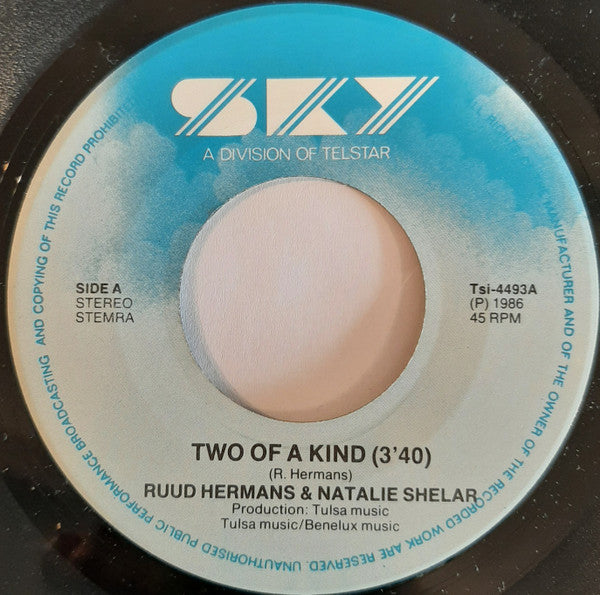 SKY
A DIVISION OF TELSTAR
SIDE A
STEREO
STEMRA
Tsi-4493A
(P) 1986
45 RPM
TWO OF A KIND (3'40)
(R. Hermans)
RUUD HERMANS & NATALIE SHELAR
Production: Tulsa music
Tulsa music/Benelux music
MANUFACTURER AND OF THE OWNER OF THE RECORDED WORK ARE RESERVED. UNAUTHORISED PUBLIC PERFORMANCE BROADCASTING AND COPYING OF THIS RECORD PROHIBITED